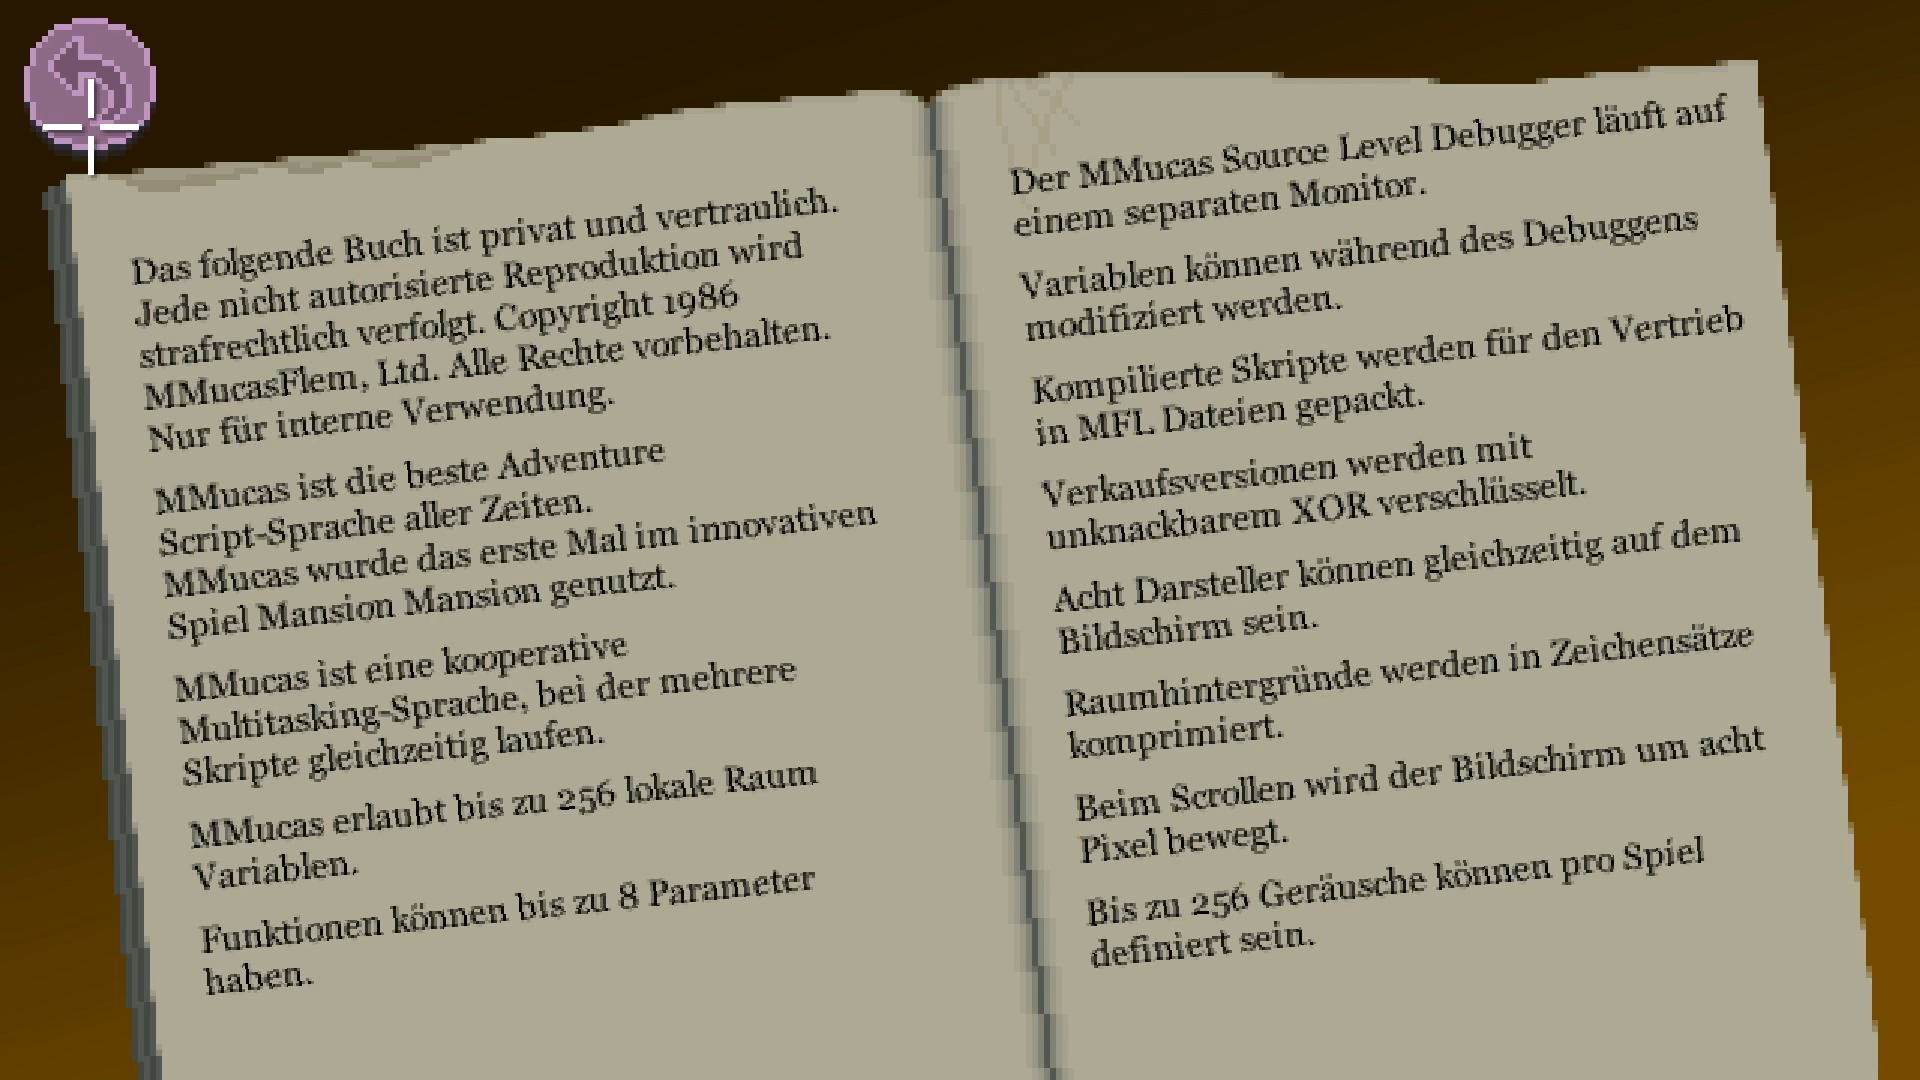 Das folgende Buch ist privat und vertraulich.
Jede nicht autorisierte Reproduktion wird
strafrechtlich verfolgt. Copyright 1986
MMucasFlem, Ltd. Alle Rechte vorbehalten.
Nur für interne Verwendung.
MMucas ist die beste Adventure
Script-Sprache aller Zeiten.
MMucas wurde das erste Mal im innovativen
Spiel Mansion Mansion genutzt.
MMucas ist eine kooperative
Multitasking-Sprache, bei der mehrere
Skripte gleichzeitig laufen.
MMucas erlaubt bis zu 256 lokale Raum
Variablen.
Funktionen können bis zu 8 Parameter
haben.
Der MMucas Source Level Debugger läuft auf
einem separaten Monitor.
Variablen können während des Debuggens
modifiziert werden.
Kompilierte Skripte werden für den Vertrieb
in MFL Dateien gepackt.
Verkaufsversionen werden mit
unknackbarem XOR verschlüsselt.
Acht Darsteller können gleichzeitig auf dem
Bildschirm sein.
Raumhintergründe werden in Zeichensätze
komprimiert.
Beim Scrollen wird der Bildschirm um acht
Pixel bewegt.
Bis zu 256 Geräusche können pro Spiel
definiert sein.